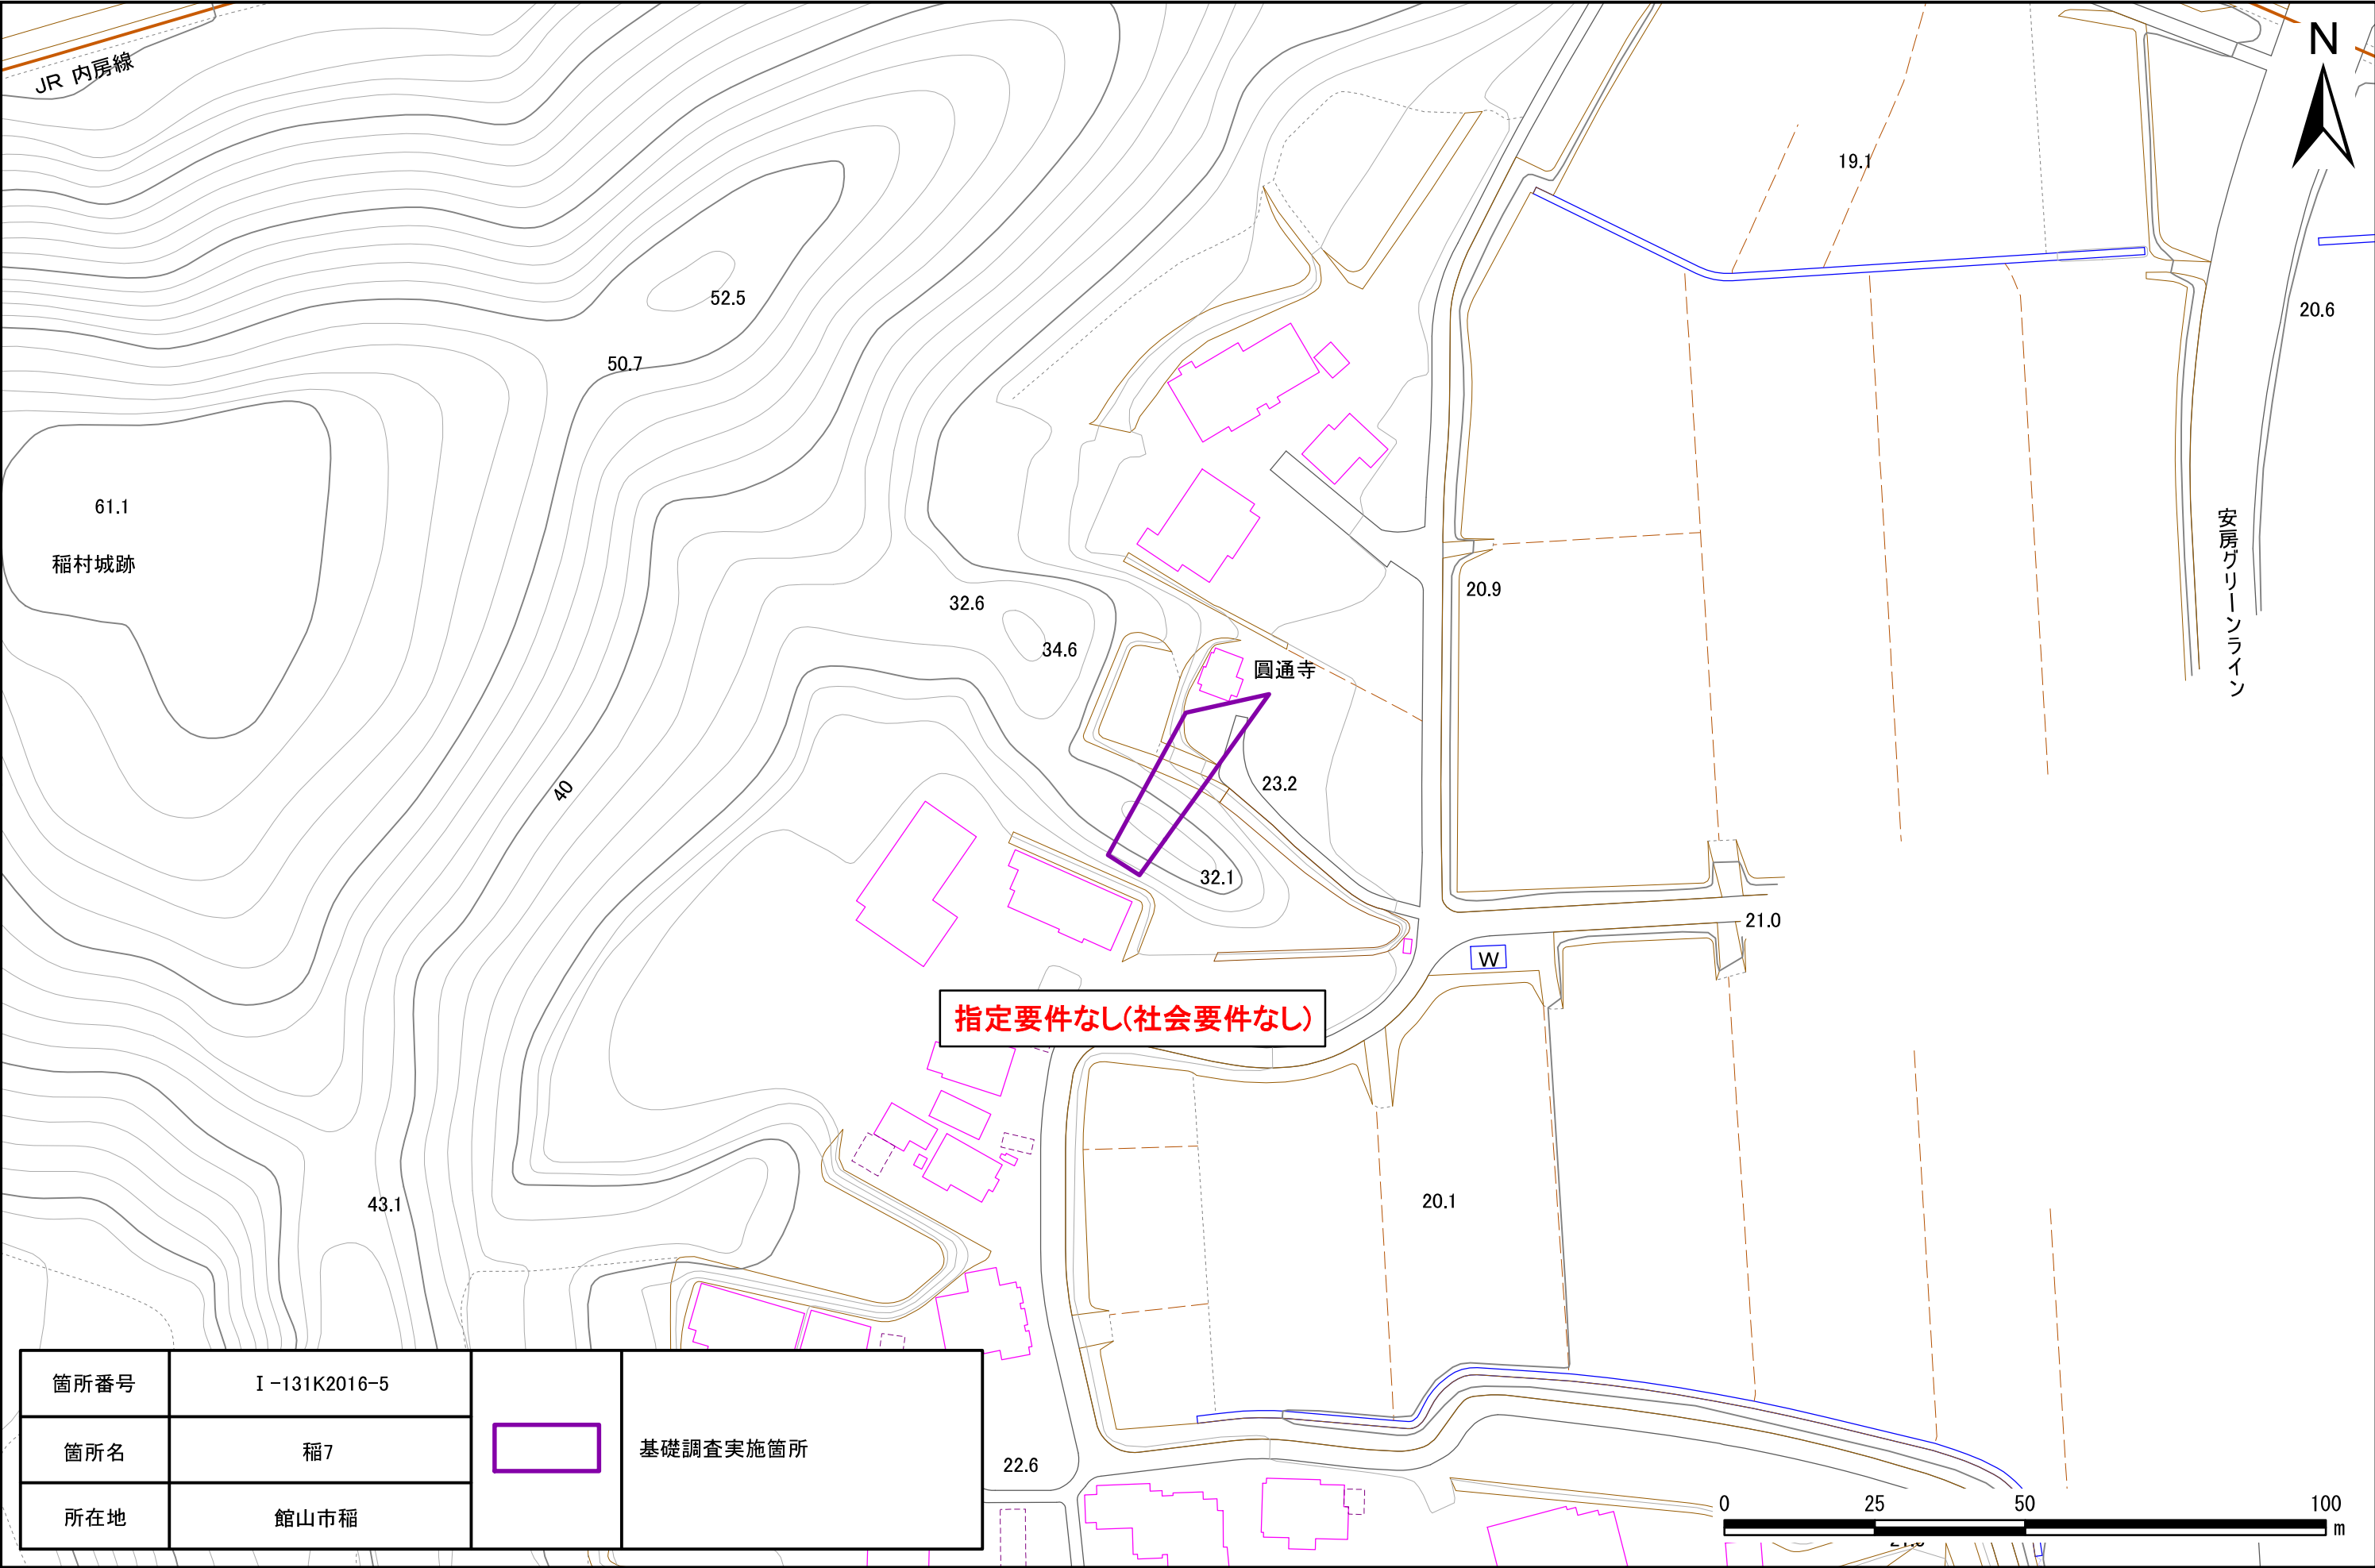 JR 内房線
N
19.1
20.6
52.5
50.7
61.1
稲村城跡
安房グリーンライン
20.9
32.6
34.6
圓通寺
23.2
40
32.1
21.0
W
指定要件なし(社会要件なし)
43.1
20.1
22.6
箇所番号 Ⅰ-131K2016-5
箇所名 稲7
所在地 館山市稲
基礎調査実施箇所
0 25 50 100
m